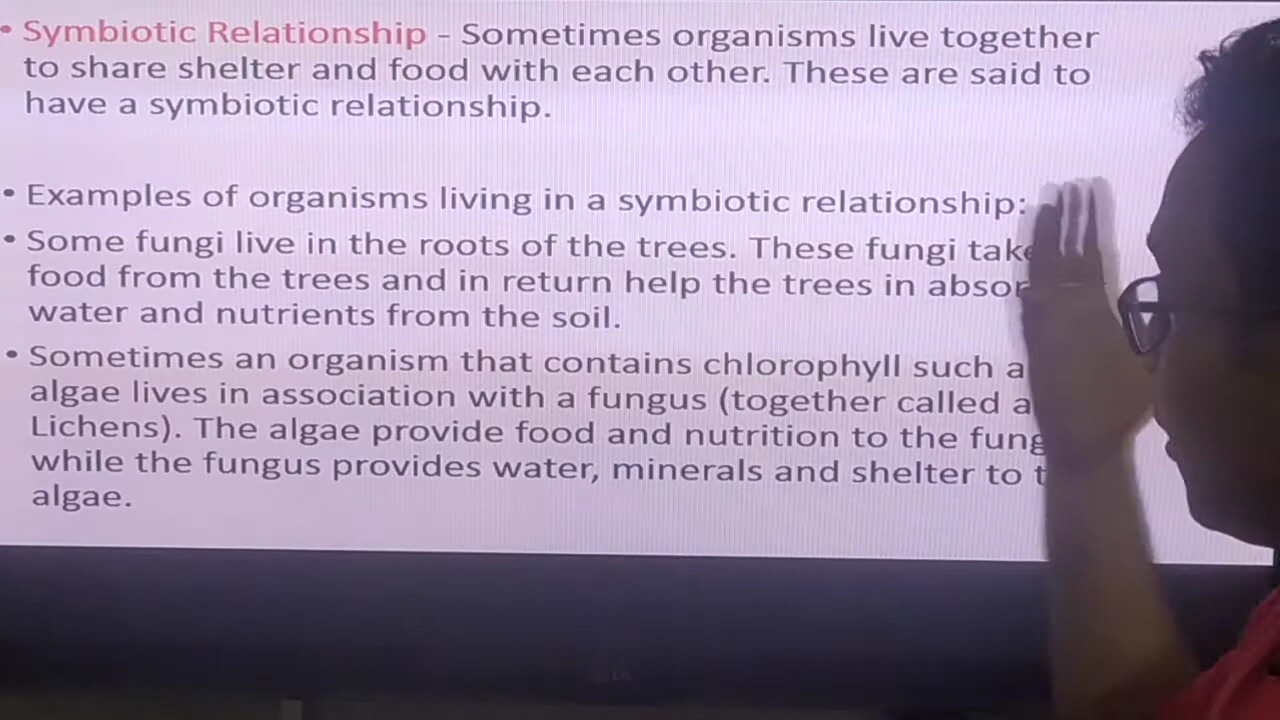 • Symbiotic Relationship - Sometimes organisms live together
to share shelter and food with each other. These are said to
have a symbiotic relationship.
• Examples of organisms living in a symbiotic relationship:
• Some fungi live in the roots of the trees. These fungi take
food from the trees and in return help the trees in
water and nutrients from the soil.
• Sometimes an organism that contains chlorophyll such
algae lives in association with a fungus (together called
Lichens). The algae provide food and nutrition to the
while the fungus provides water, minerals and shelter to
algae.